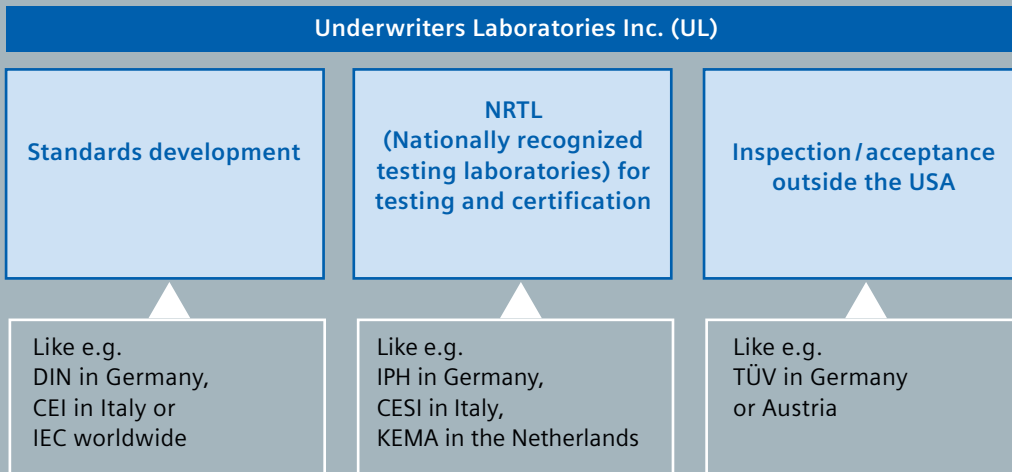 Underwriters Laboratories Inc. (UL)
Standards development
NRTL
(Nationally recognized
testing laboratories) for
testing and certification
Inspection/acceptance
outside the USA
Like e.g.
DIN in Germany,
CEI in Italy or
IEC worldwide
Like e.g.
IPH in Germany,
CESI in Italy,
KEMA in the Netherlands
Like e.g.
TÜV in Germany
or Austria